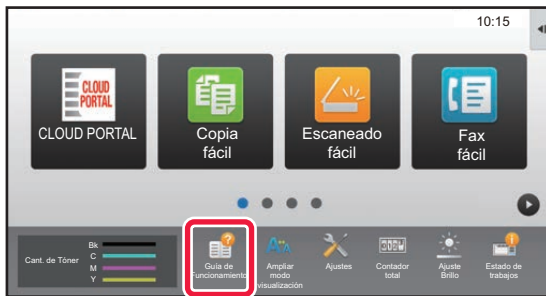 10:15
CLOUD
PORTAL
CLOUD PORTAL
Copia
fácil
Escaneado
fácil
Fax
fácil
Cant. de Tóner
Bk
C
M
Y
Guía de
Funcionamiento
Ampliar
modo
visualización
Ajustes
Contador
total
Ajuste
Brillo
Estado de
trabajos